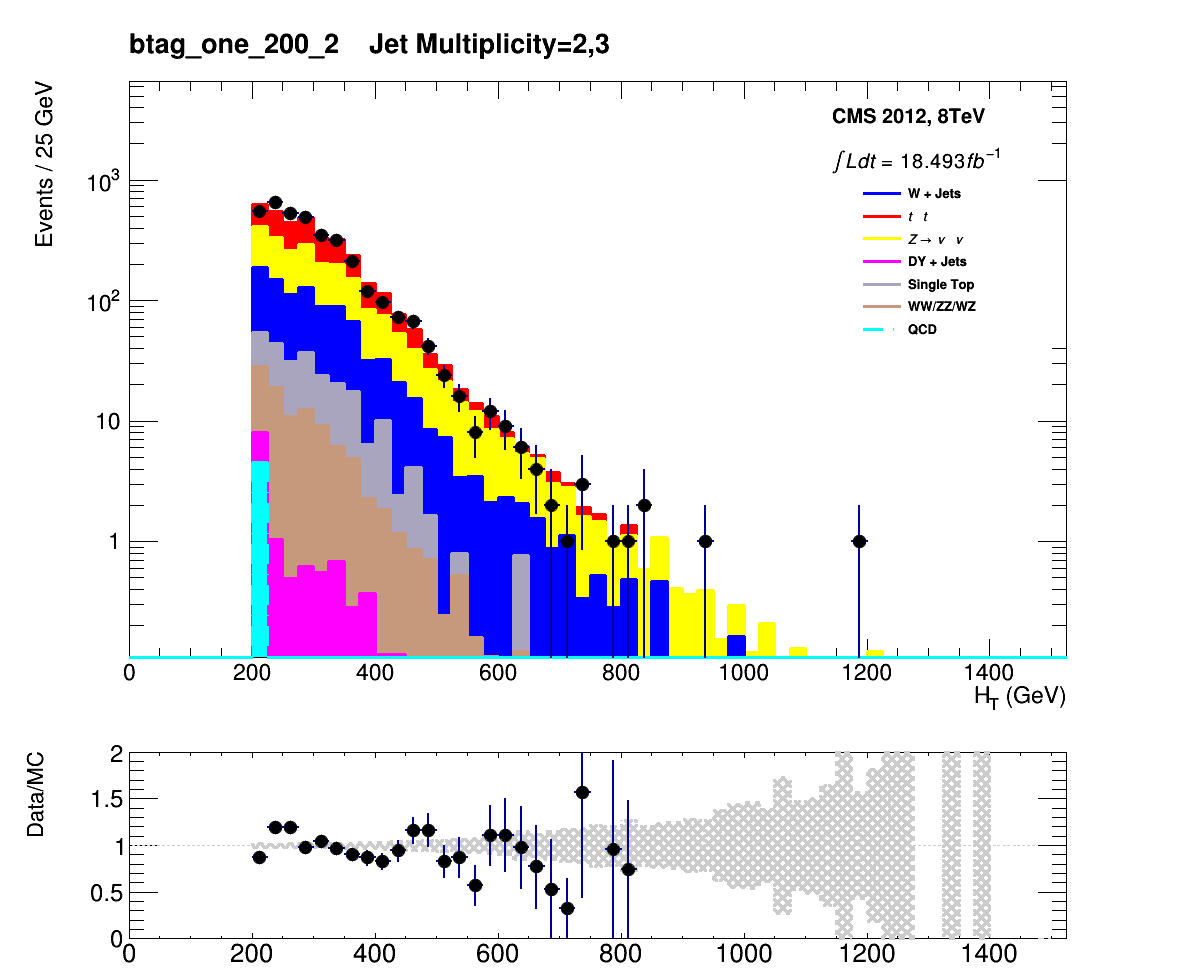 btag_one_200_2 Jet Multiplicity=2,3
Events / 25 GeV
CMS 2012, 8TeV
∫Ldt = 18.493fb⁻¹
W + Jets
t t
Z → ν ν
DY + Jets
Single Top
WW/ZZ/WZ
QCD
10³
10²
10
1
0 200 400 600 800 1000 1200 1400
H_T (GeV)
Data/MC
2
1.5
1
0.5
0
0 200 400 600 800 1000 1200 1400